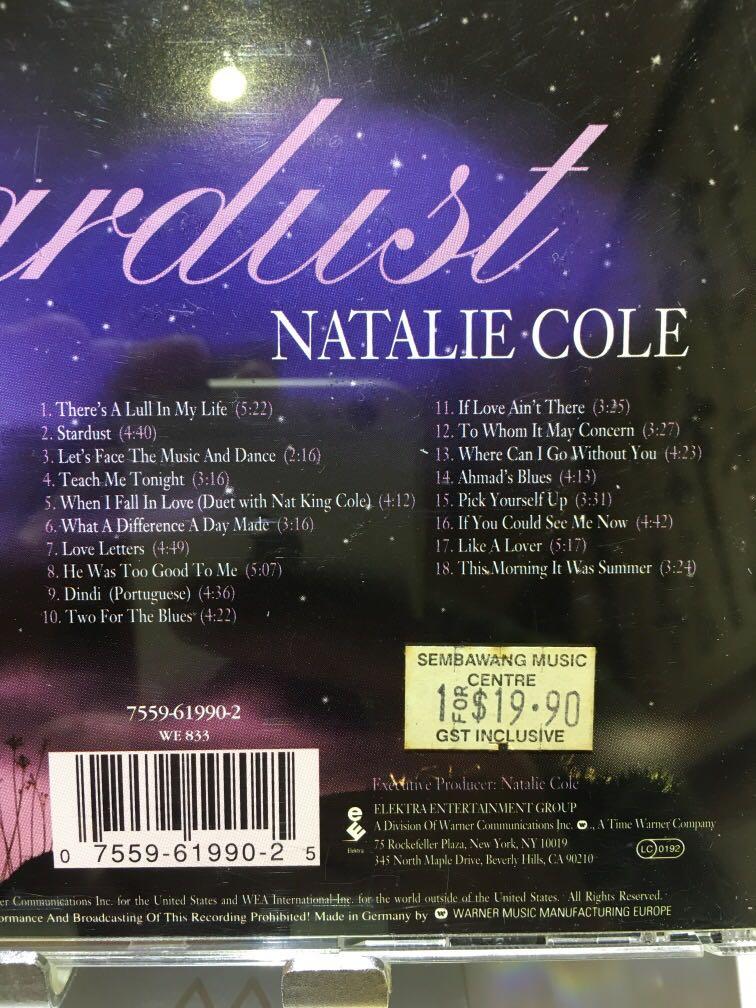 ardust
NATALIE COLE
1. There's A Lull In My Life (5:22)
2. Stardust (4:40)
3. Let's Face The Music And Dance (2:16)
4. Teach Me Tonight (3:16)
5. When I Fall In Love (Duet with Nat King Cole) (4:12)
6. What A Difference A Day Made (3:16)
7. Love Letters (4:49)
8. He Was Too Good To Me (5:07)
9. Dindi (Portuguese) (4:36)
10. Two For The Blues (4:22)
11. If Love Ain't There (3:25)
12. To Whom It May Concern (3:27)
13. Where Can I Go Without You (4:23)
14. Ahmad's Blues (4:13)
15. Pick Yourself Up (3:31)
16. If You Could See Me Now (4:42)
17. Like A Lover (5:17)
18. This Morning It Was Summer (3:24)
SEMBAWANG MUSIC
CENTRE
1 FOR $19.90
GST INCLUSIVE
7559-61990-2
WE 833
0 7559-61990-2 5
Executive Producer: Natalie Cole
Elektra
ELEKTRA ENTERTAINMENT GROUP
A Division Of Warner Communications Inc. , A Time Warner Company
75 Rockefeller Plaza, New York, NY 10019
345 North Maple Drive, Beverly Hills, CA 90210
LC 0192
er Communications Inc. for the United States and WEA International Inc. for the world outside of the United States. All Rights Reserved.
ormance And Broadcasting Of This Recording Prohibited! Made in Germany by WARNER MUSIC MANUFACTURING EUROPE